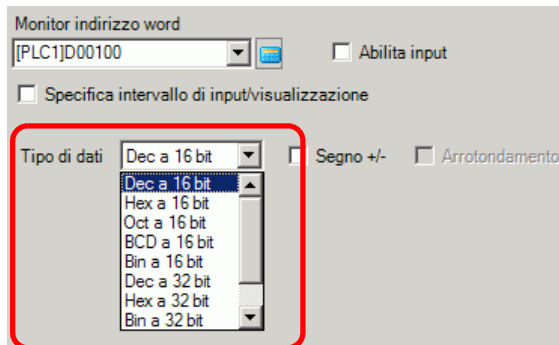 Monitor indirizzo word
[PLC1]D00100
Abilita input
Specifica intervallo di input/visualizzazione
Tipo di dati Dec a 16 bit Segno +/- Arrotondamento
Dec a 16 bit
Hex a 16 bit
Oct a 16 bit
BCD a 16 bit
Bin a 16 bit
Dec a 32 bit
Hex a 32 bit
Bin a 32 bit